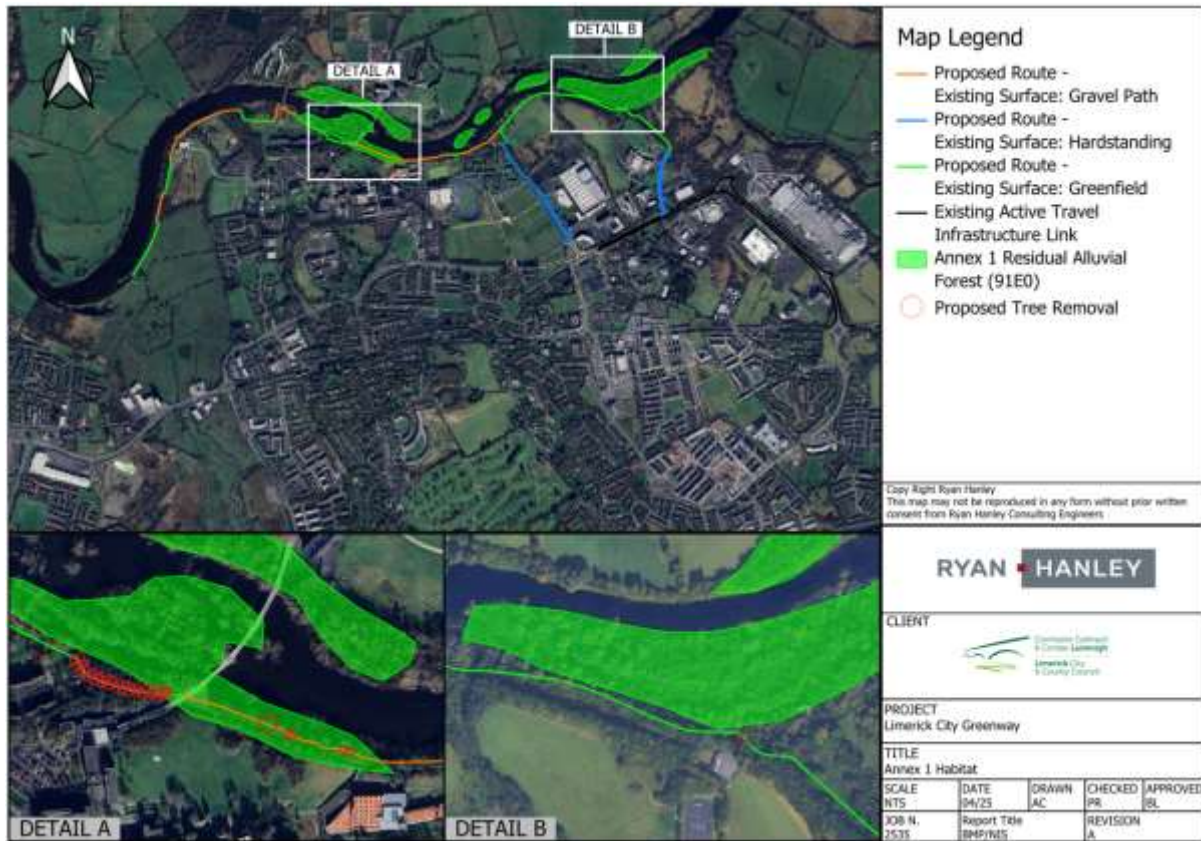 N
DETAIL A
DETAIL B
DETAIL A
DETAIL B
Map Legend
Proposed Route -
Existing Surface: Gravel Path
Proposed Route -
Existing Surface: Hardstanding
Proposed Route -
Existing Surface: Greenfield
Existing Active Travel
Infrastructure Link
Annex 1 Residual Alluvial
Forest (91E0)
Proposed Tree Removal
Copy Right Ryan Hanley
This map may not be reproduced in any form without prior written
consent from Ryan Hanley Consulting Engineers
RYAN HANLEY
CLIENT
Comhairle Cathrach
& Contae Luimnigh
Limerick City
& County Council
PROJECT
Limerick City Greenway
TITLE
Annex 1 Habitat
SCALE DATE DRAWN CHECKED APPROVED
NTS 04/25 AC PR BL
JOB N. Report Title REVISION
2535 BMP/NIS A